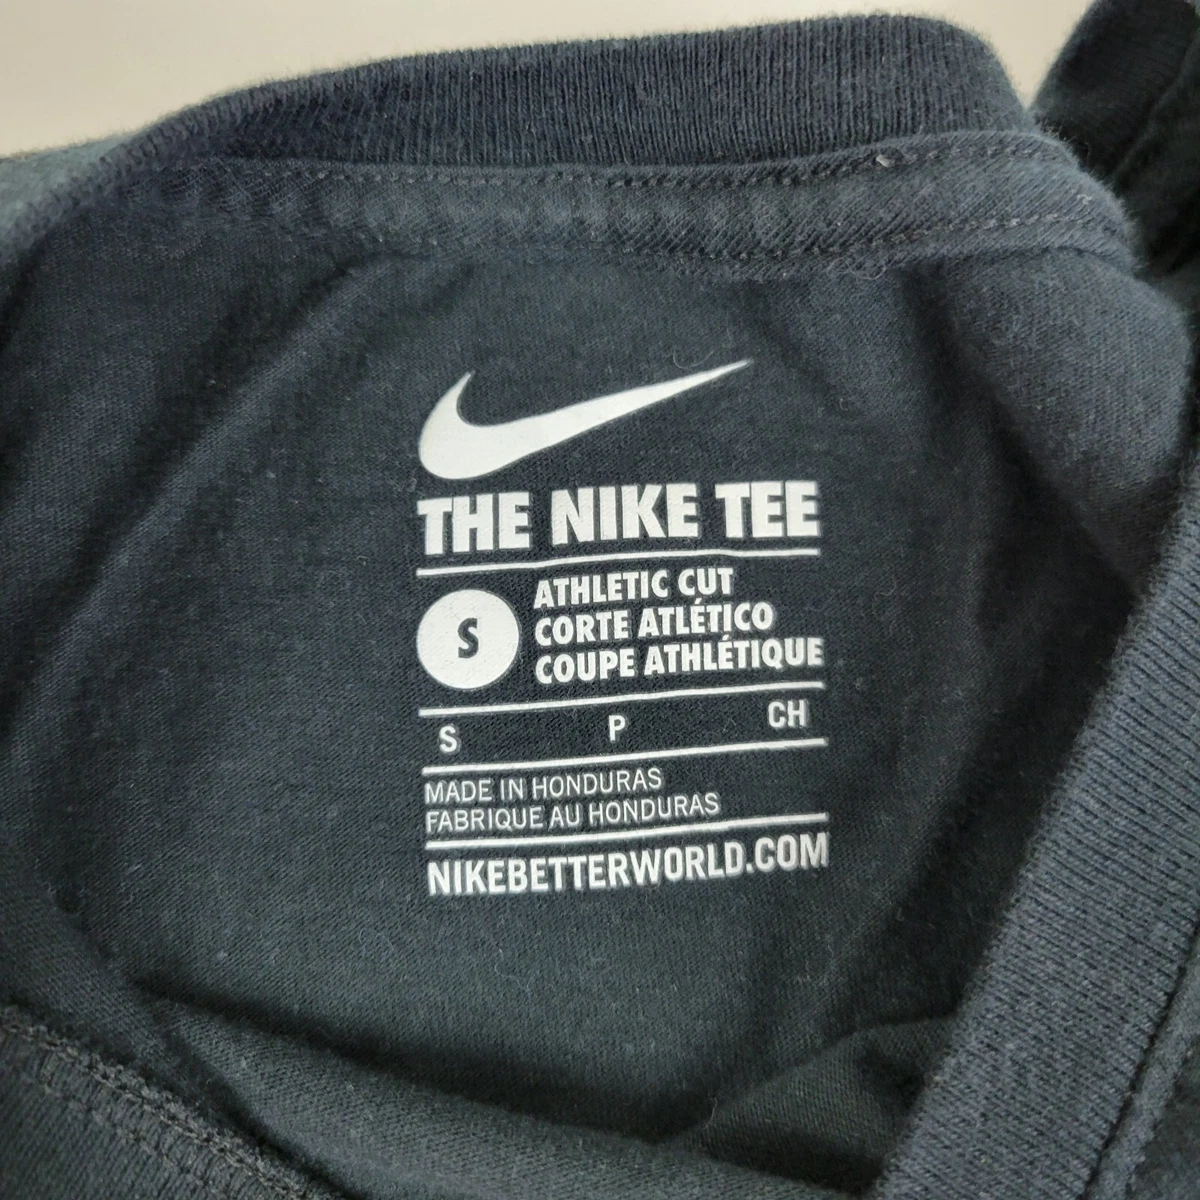 THE NIKE TEE
S
ATHLETIC CUT
CORTE ATLÉTICO
COUPE ATHLÉTIQUE
S P CH
MADE IN HONDURAS
FABRIQUE AU HONDURAS
NIKEBETTERWORLD.COM